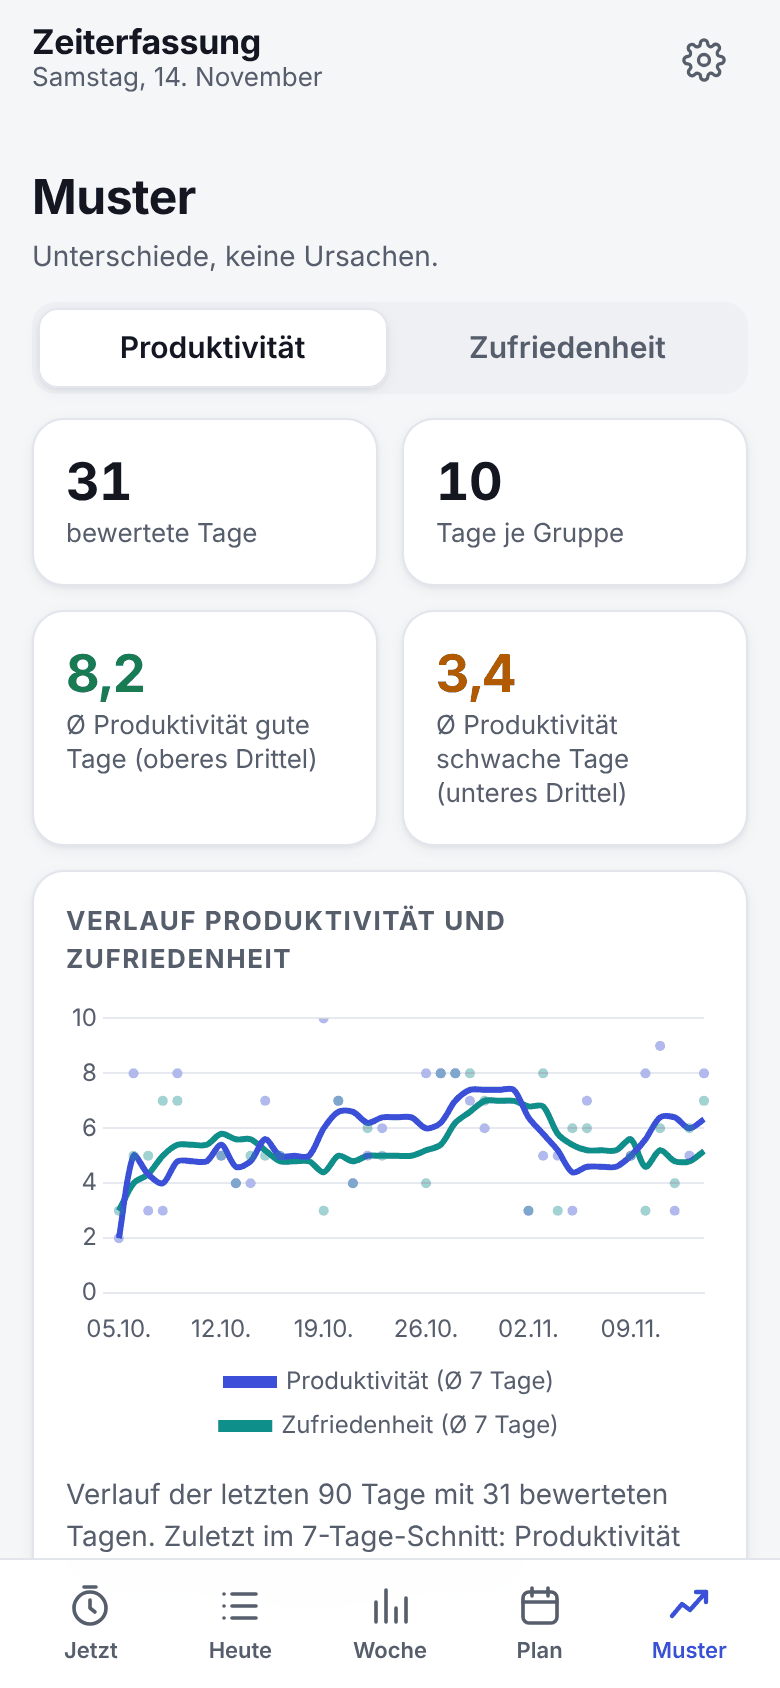 Zeiterfassung
Samstag, 14. November
Muster
Unterschiede, keine Ursachen.
Produktivität
Zufriedenheit
31
bewertete Tage
10
Tage je Gruppe
8,2
Ø Produktivität gute
Tage (oberes Drittel)
3,4
Ø Produktivität
schwache Tage
(unteres Drittel)
VERLAUF PRODUKTIVITÄT UND
ZUFRIEDENHEIT
10
8
6
4
2
0
05.10. 12.10. 19.10. 26.10. 02.11. 09.11.
Produktivität (Ø 7 Tage)
Zufriedenheit (Ø 7 Tage)
Verlauf der letzten 90 Tage mit 31 bewerteten
Tagen. Zuletzt im 7-Tage-Schnitt: Produktivität
Jetzt Heute Woche Plan Muster